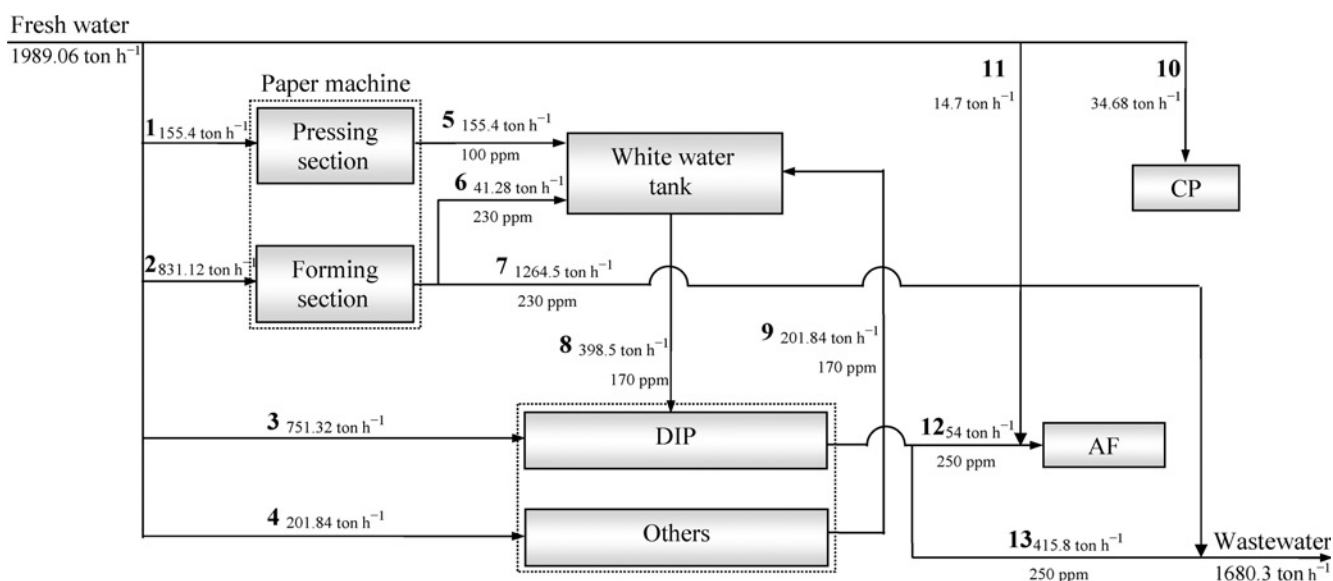 Fresh water
1989.06 ton h⁻¹
Paper machine
1 155.4 ton h⁻¹
Pressing
section
5 155.4 ton h⁻¹
100 ppm
6 41.28 ton h⁻¹
230 ppm
White water
tank
11
14.7 ton h⁻¹
10
34.68 ton h⁻¹
CP
2 831.12 ton h⁻¹
Forming
section
7 1264.5 ton h⁻¹
230 ppm
8 398.5 ton h⁻¹
170 ppm
9 201.84 ton h⁻¹
170 ppm
3 751.32 ton h⁻¹
DIP
12 54 ton h⁻¹
250 ppm
AF
4 201.84 ton h⁻¹
Others
13 415.8 ton h⁻¹
250 ppm
Wastewater
1680.3 ton h⁻¹